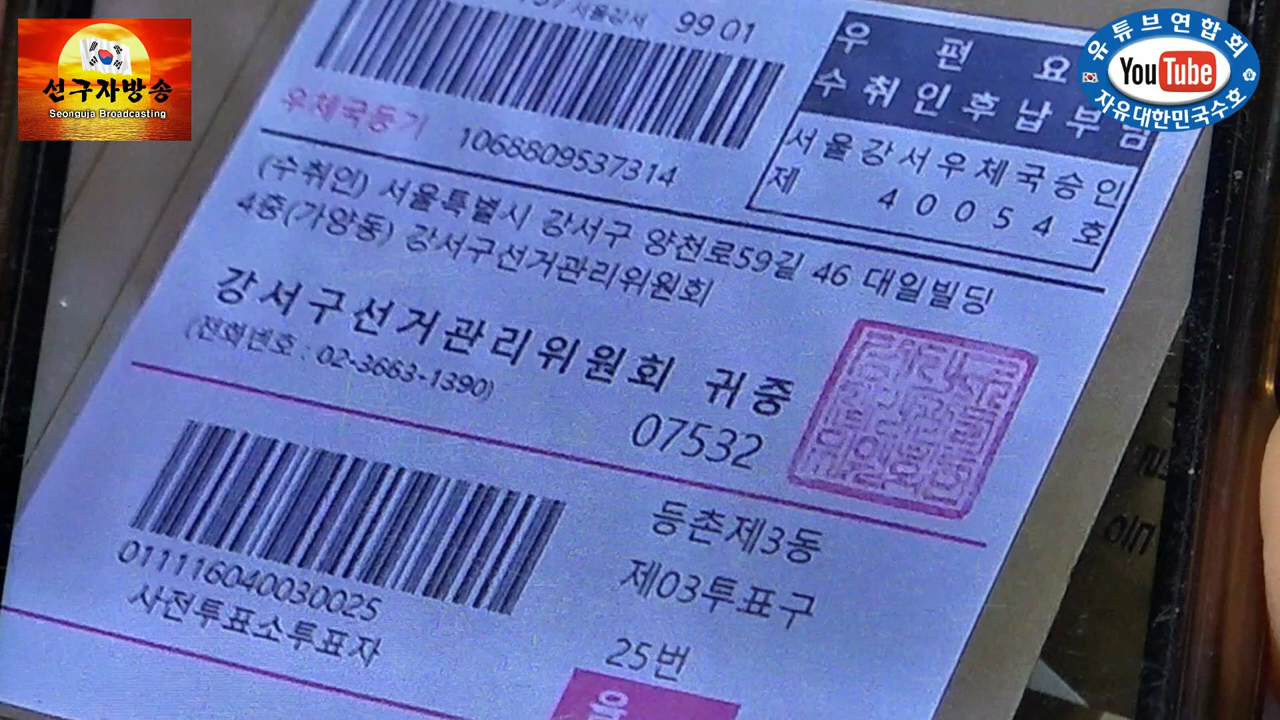 선구자방송
Seonguja Broadcasting
유튜브연합회
YouTube
자유대한민국수호
서울강서 99 01
우체국등기
1068809537314
우편요
수취인후납부담
서울강서우체국승인
제 40054호
(수취인) 서울특별시 강서구 양천로59길 46 대일빌딩
4층(가양동) 강서구선거관리위원회
강서구선거관리위원회 귀중
(전화번호 : 02-3663-1390)
07532
011116040030025
사전투표소투표자
등촌제3동
제03투표구
25번